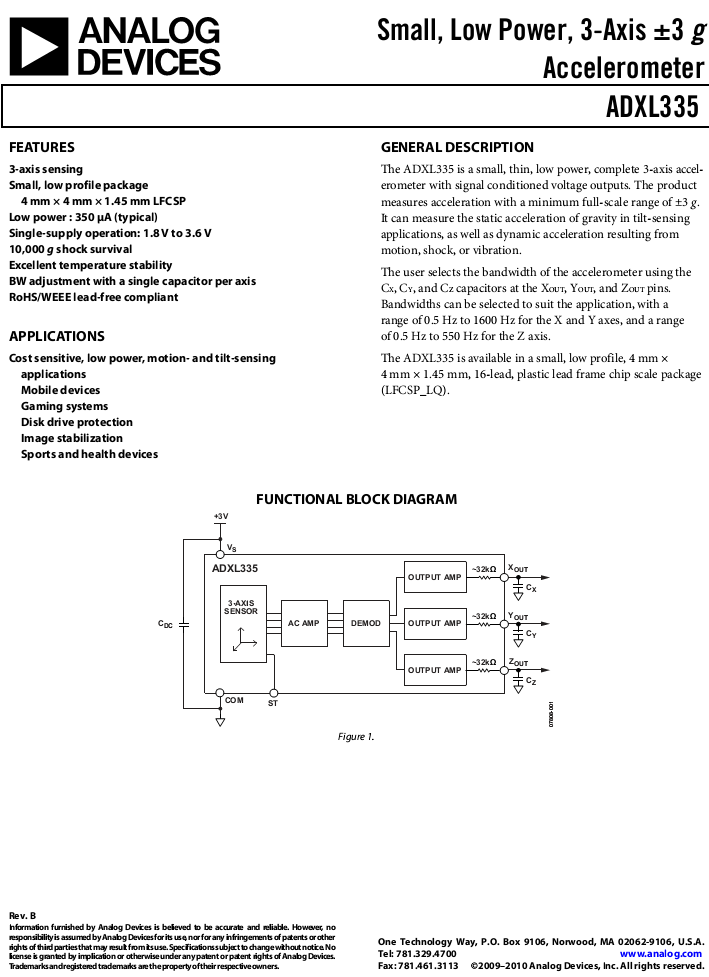 ANALOG
DEVICES
Small, Low Power, 3-Axis ±3 g
Accelerometer
ADXL335
FEATURES
3-axis sensing
Small, low profile package
4 mm × 4 mm × 1.45 mm LFCSP
Low power : 350 μA (typical)
Single-supply operation: 1.8 V to 3.6 V
10,000 g shock survival
Excellent temperature stability
BW adjustment with a single capacitor per axis
RoHS/WEEE lead-free compliant
APPLICATIONS
Cost sensitive, low power, motion- and tilt-sensing
applications
Mobile devices
Gaming systems
Disk drive protection
Image stabilization
Sports and health devices
GENERAL DESCRIPTION
The ADXL335 is a small, thin, low power, complete 3-axis accel-
erometer with signal conditioned voltage outputs. The product
measures acceleration with a minimum full-scale range of ±3 g.
It can measure the static acceleration of gravity in tilt-sensing
applications, as well as dynamic acceleration resulting from
motion, shock, or vibration.
The user selects the bandwidth of the accelerometer using the
CX, CY, and CZ capacitors at the XOUT, YOUT, and ZOUT pins.
Bandwidths can be selected to suit the application, with a
range of 0.5 Hz to 1600 Hz for the X and Y axes, and a range
of 0.5 Hz to 550 Hz for the Z axis.
The ADXL335 is available in a small, low profile, 4 mm ×
4 mm × 1.45 mm, 16-lead, plastic lead frame chip scale package
(LFCSP_LQ).
FUNCTIONAL BLOCK DIAGRAM
+3V
VS
ADXL335
3-AXIS
SENSOR
AC AMP
DEMOD
OUTPUT AMP
~32kΩ
XOUT
CX
OUTPUT AMP
~32kΩ
YOUT
CY
OUTPUT AMP
~32kΩ
ZOUT
CZ
CDC
COM
ST
Figure 1.
Rev. B
Information furnished by Analog Devices is believed to be accurate and reliable. However, no
responsibility is assumed by Analog Devices for its use, nor for any infringements of patents or other
rights of third parties that may result from its use. Specifications subject to change without notice. No
license is granted by implication or otherwise under any patent or patent rights of Analog Devices.
Trademarks and registered trademarks are the property of their respective owners.
One Technology Way, P.O. Box 9106, Norwood, MA 02062-9106, U.S.A.
Tel: 781.329.4700 www.analog.com
Fax: 781.461.3113 ©2009–2010 Analog Devices, Inc. All rights reserved.